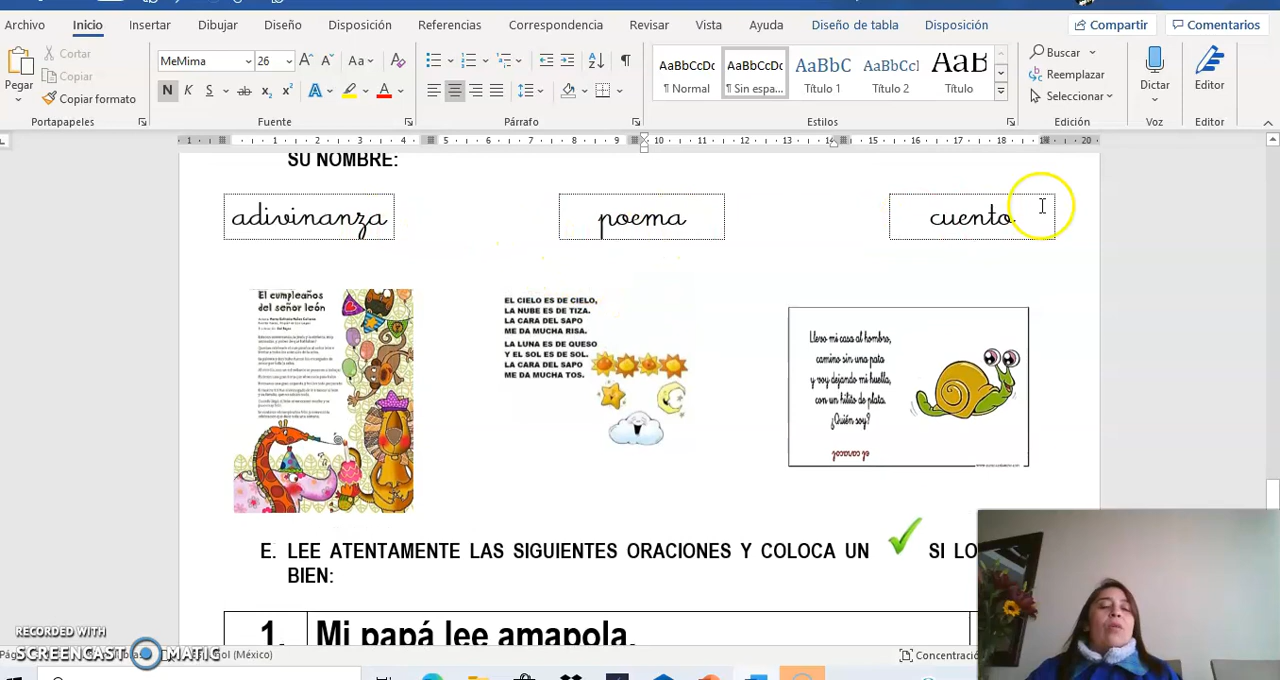 Archivo Inicio Insertar Dibujar Diseño Disposición Referencias Correspondencia Revisar Vista Ayuda Diseño de tabla Disposición Compartir Comentarios
Pegar
Cortar
Copiar
Copiar formato
Portapapeles
MeMima 26
Fuente
Párrafo
AaBbCcDc AaBbCcDc AaBbC AaBbCcI AaB
¶ Normal ¶ Sin espa... Título 1 Título 2 Título
Estilos
Buscar
Reemplazar
Seleccionar
Edición
Dictar
Voz
Editor
Editor
SU NOMBRE:
adivinanza poema cuento
El cumpleaños
del señor león
EL CIELO ES DE CIELO,
LA NUBE ES DE TIZA.
LA CARA DEL SAPO
ME DA MUCHA RISA.
LA LUNA ES DE QUESO
Y EL SOL ES DE SOL.
LA CARA DEL SAPO
ME DA MUCHA TOS.
Llevo mi casa al hombro,
camino sin una pata
y voy dejando mi huella,
con un hilito de plata.
¿Quién soy?
el caracol
E. LEE ATENTAMENTE LAS SIGUIENTES ORACIONES Y COLOCA UN SI LO
BIEN:
1. Mi papá lee amapola.
RECORDED WITH
SCREENCAST MATIC
(México)
Concentració